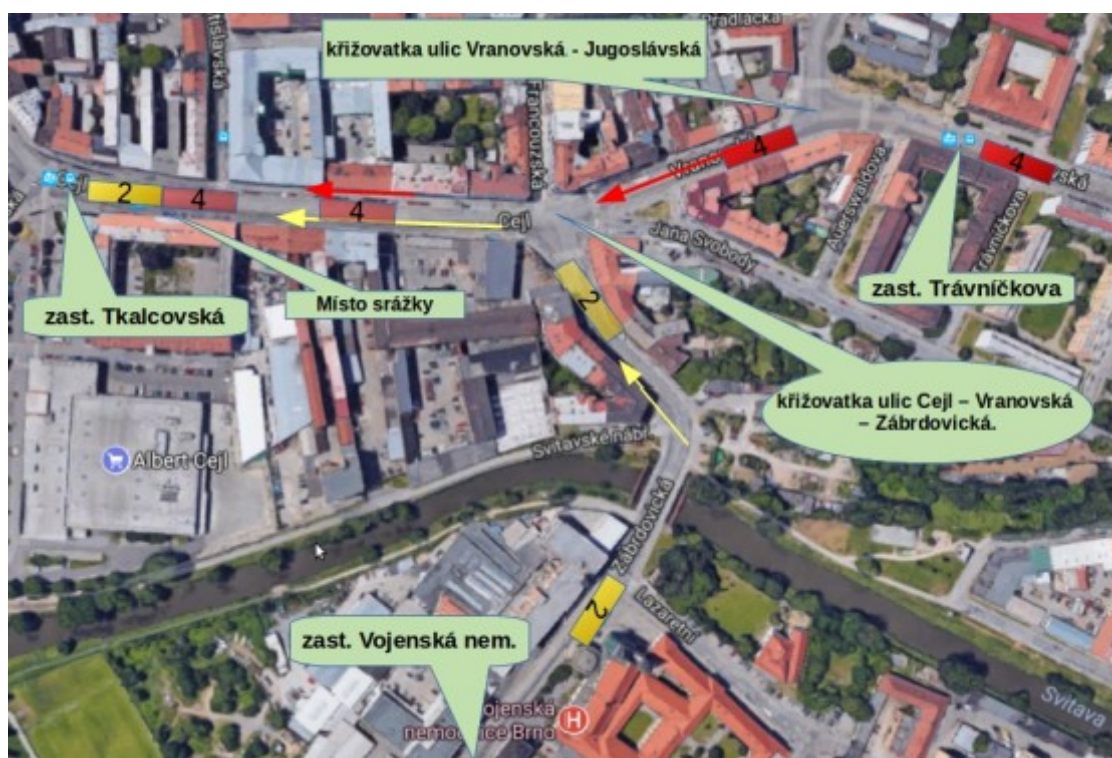 Pradlácká
křižovatka ulic Vranovská - Jugoslávská
Francouzská
4
4
2
4
4
Cejl
Cejl
Jana Svobody
Auerswaldova
Trávníčkova
zast. Trávníčkova
zast. Tkalcovská
Místo srážky
2
křižovatka ulic Cejl – Vranovská
– Zábrdovická.
Svitavské nábř.
Albert Cejl
Zábrdovická
2
Lazaretní
zast. Vojenská nem.
Svitava
ojenská
nemocnice Brno
H